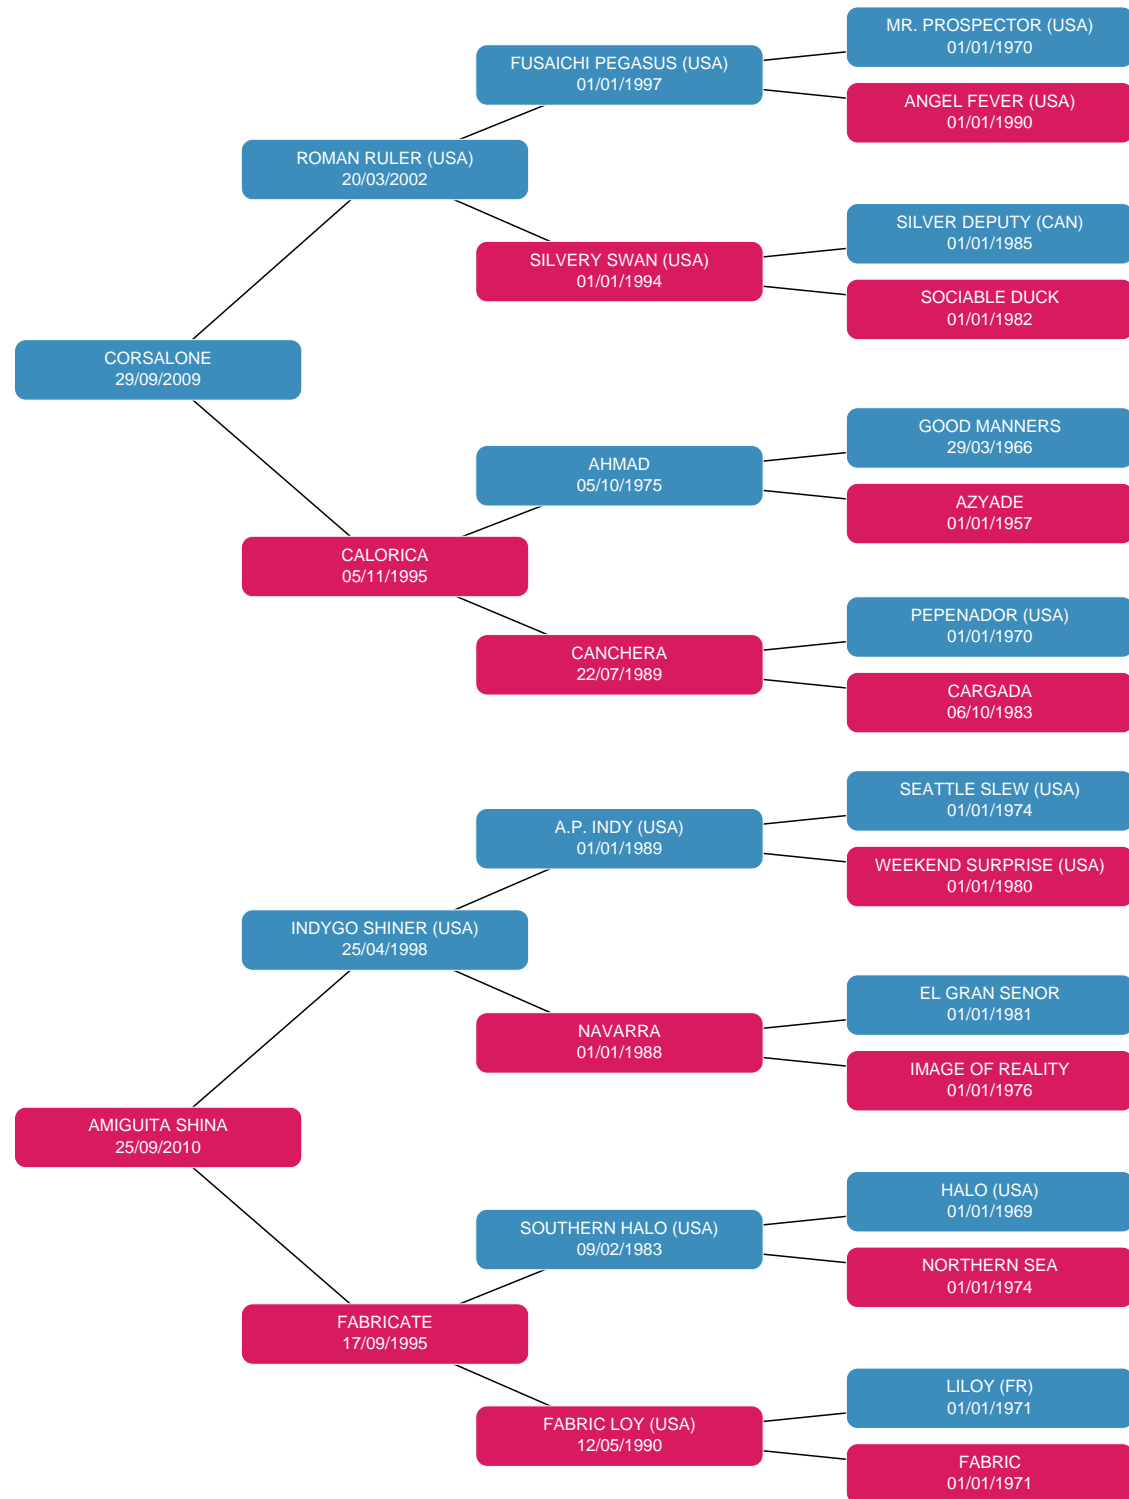 MR. PROSPECTOR (USA)
01/01/1970
FUSAICHI PEGASUS (USA)
01/01/1997
ANGEL FEVER (USA)
01/01/1990
ROMAN RULER (USA)
20/03/2002
SILVER DEPUTY (CAN)
01/01/1985
SILVERY SWAN (USA)
01/01/1994
SOCIABLE DUCK
01/01/1982
CORSALONE
29/09/2009
GOOD MANNERS
29/03/1966
AHMAD
05/10/1975
AZYADE
01/01/1957
CALORICA
05/11/1995
PEPENADOR (USA)
01/01/1970
CANCHERA
22/07/1989
CARGADA
06/10/1983
SEATTLE SLEW (USA)
01/01/1974
A.P. INDY (USA)
01/01/1989
WEEKEND SURPRISE (USA)
01/01/1980
INDYGO SHINER (USA)
25/04/1998
EL GRAN SENOR
01/01/1981
NAVARRA
01/01/1988
IMAGE OF REALITY
01/01/1976
AMIGUITA SHINA
25/09/2010
HALO (USA)
01/01/1969
SOUTHERN HALO (USA)
09/02/1983
NORTHERN SEA
01/01/1974
FABRICATE
17/09/1995
LILOY (FR)
01/01/1971
FABRIC LOY (USA)
12/05/1990
FABRIC
01/01/1971